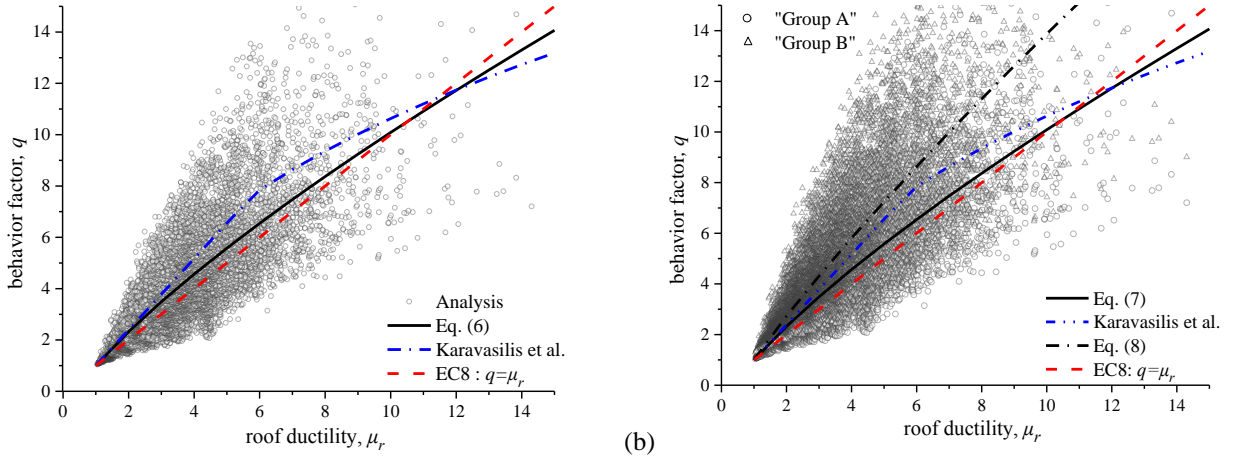 14
12
10
8
6
4
2
0
behavior factor, q
Analysis
Eq. (6)
Karavasilis et al.
EC8 : q=μr
0 2 4 6 8 10 12 14
roof ductility, μr
(b)
"Group A"
"Group B"
14
12
10
8
6
4
2
0
behavior factor, q
Eq. (7)
Karavasilis et al.
Eq. (8)
EC8: q=μr
0 2 4 6 8 10 12 14
roof ductility, μr